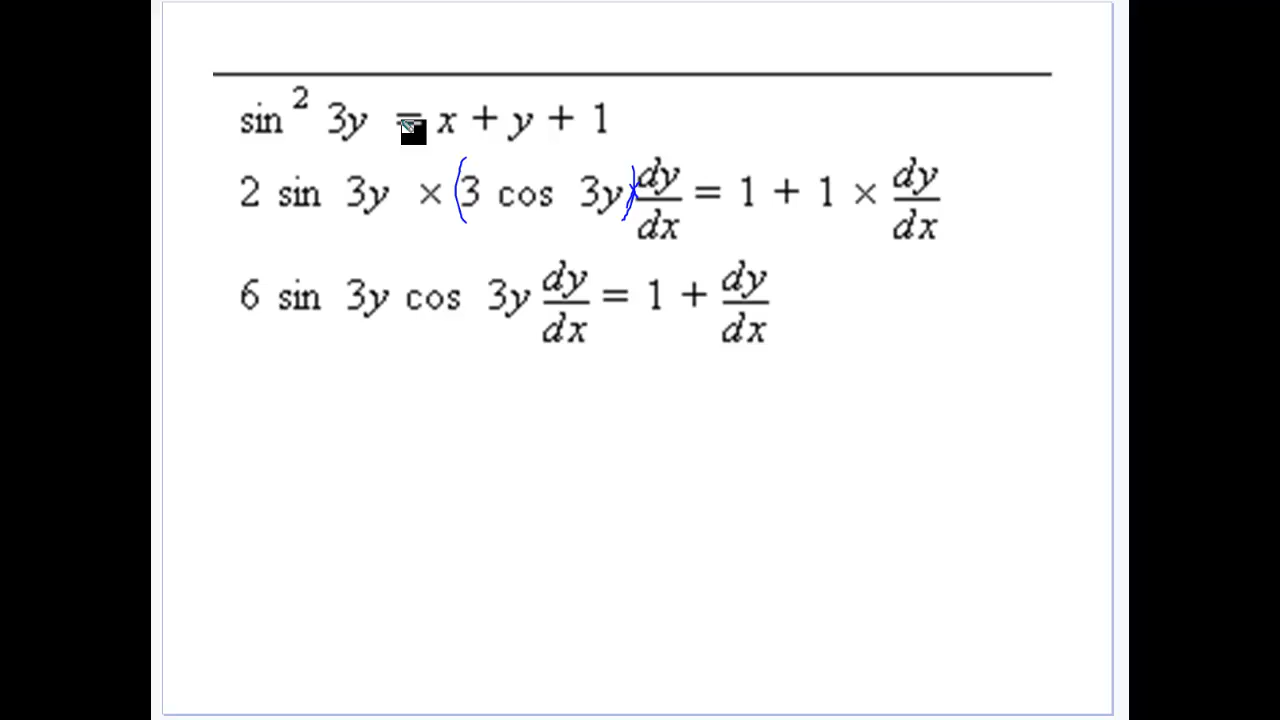 sin² 3y = x + y + 1
2 sin 3y × (3 cos 3y) dy/dx = 1 + 1 × dy/dx
6 sin 3y cos 3y dy/dx = 1 + dy/dx